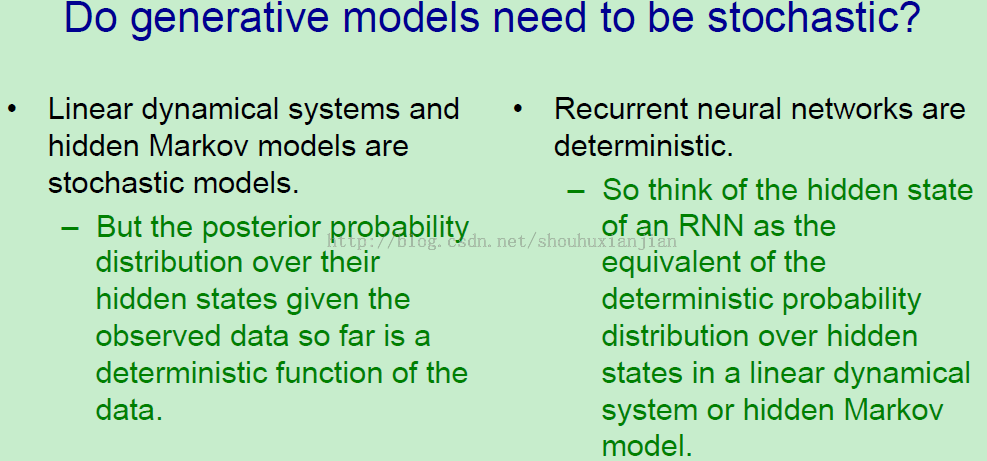 Do generative models need to be stochastic?
• Linear dynamical systems and
hidden Markov models are
stochastic models.
– But the posterior probability
distribution over their
hidden states given the
observed data so far is a
deterministic function of the
data.
• Recurrent neural networks are
deterministic.
– So think of the hidden state
of an RNN as the
equivalent of the
deterministic probability
distribution over hidden
states in a linear dynamical
system or hidden Markov
model.
http://blog.csdn.net/shouhuxianjian